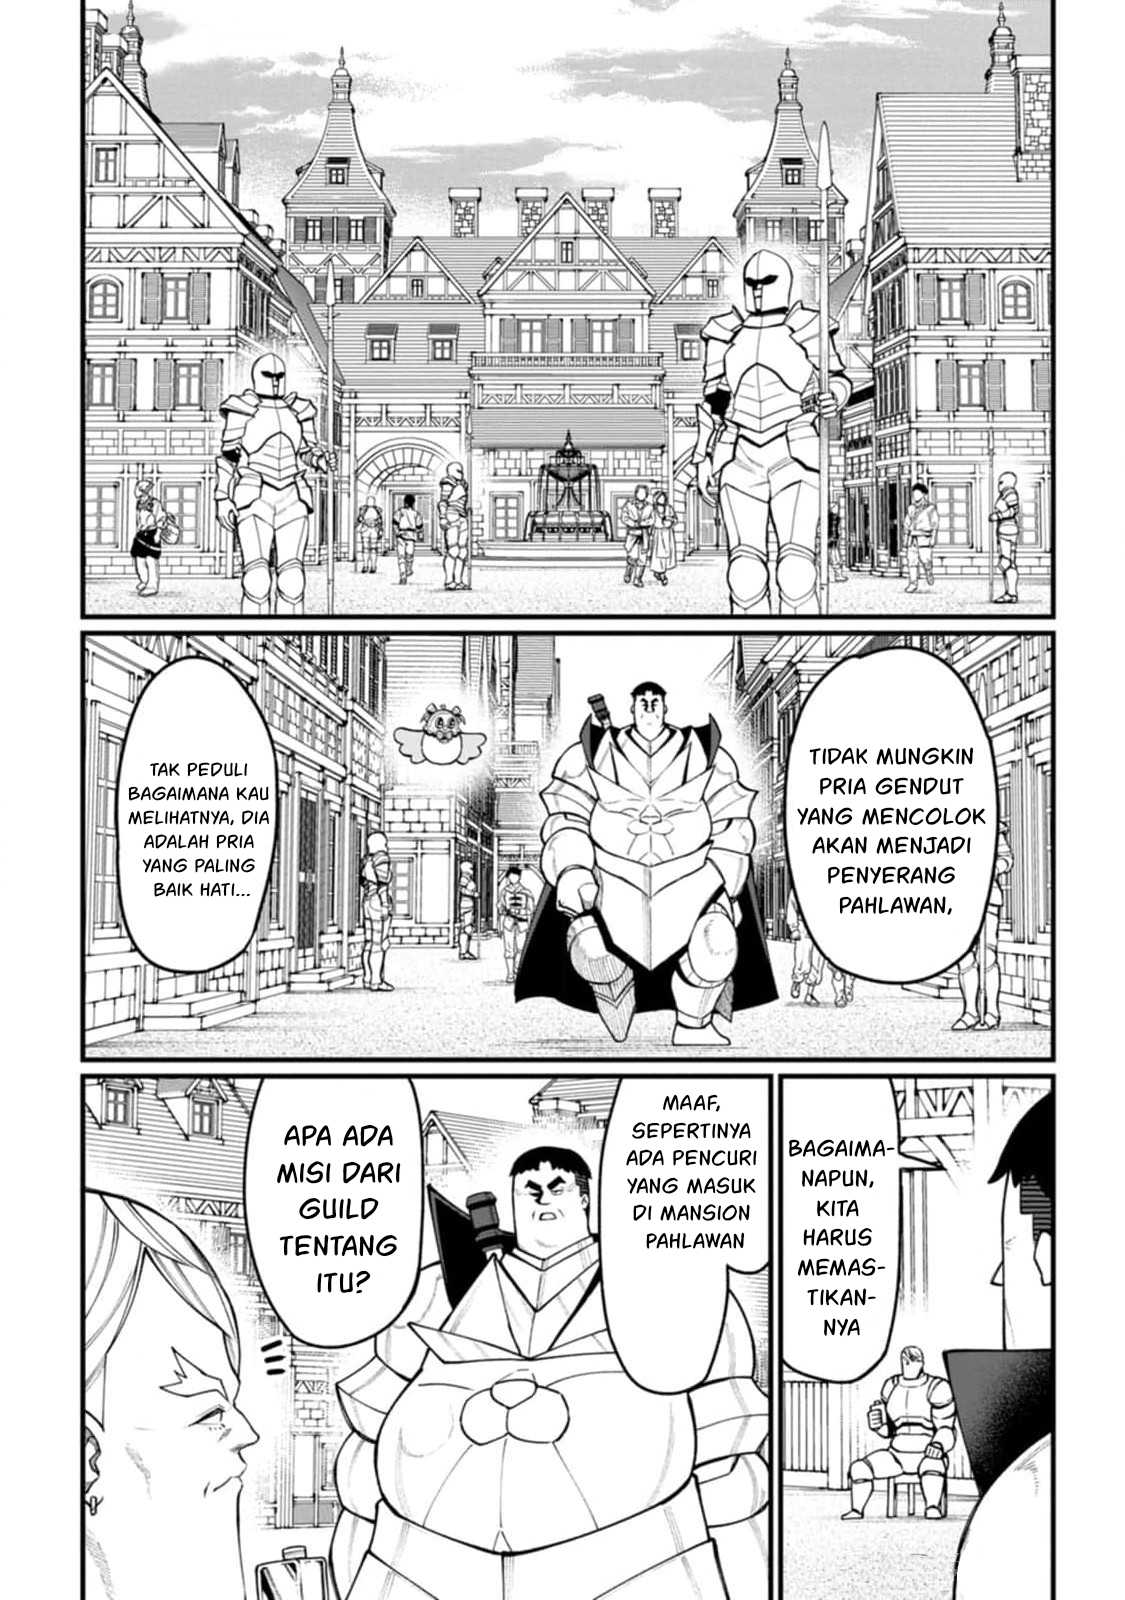 TIDAK MUNGKIN
PRIA GENDUT
YANG MENCOLOK
AKAN MENJADI
PENYERANG
PAHLAWAN,
TAK PEDULI
BAGAIMANA KAU
MELIHATNYA, DIA
ADALAH PRIA
YANG PALING
BAIK HATI...
BAGAIMA-
NAPUN,
KITA
HARUS
MEMAS-
TIKAN-
NYA
MAAF,
SEPERTINYA
ADA PENCURI
YANG MASUK
DI MANSION
PAHLAWAN
APA ADA
MISI DARI
GUILD
TENTANG
ITU?